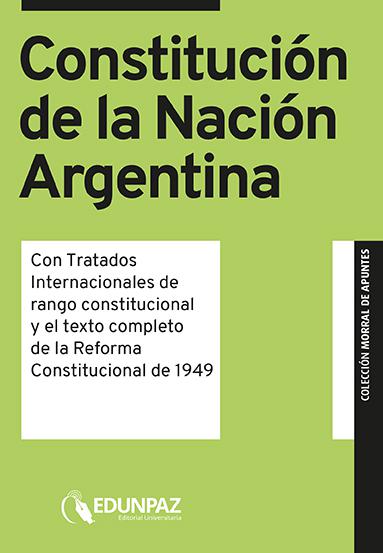 Constitución
de la Nación
Argentina
Con Tratados
Internacionales de
rango constitucional
y el texto completo
de la Reforma
Constitucional de 1949
COLECCIÓN MORRAL DE APUNTES
EDUNPAZ
Editorial Universitaria